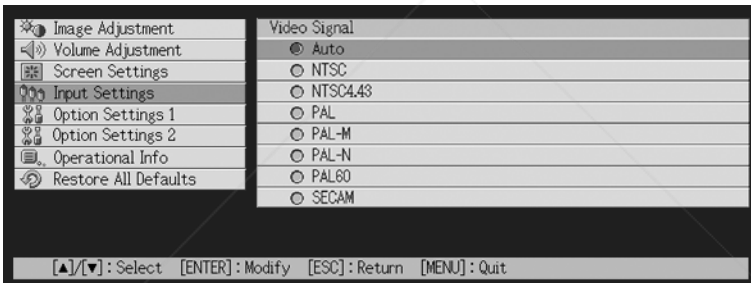 Image Adjustment
Volume Adjustment
Screen Settings
Input Settings
Option Settings 1
Option Settings 2
Operational Info
Restore All Defaults
Video Signal
Auto
NTSC
NTSC4.43
PAL
PAL-M
PAL-N
PAL60
SECAM
[▲]/[▼]:Select [ENTER]:Modify [ESC]:Return [MENU]:Quit